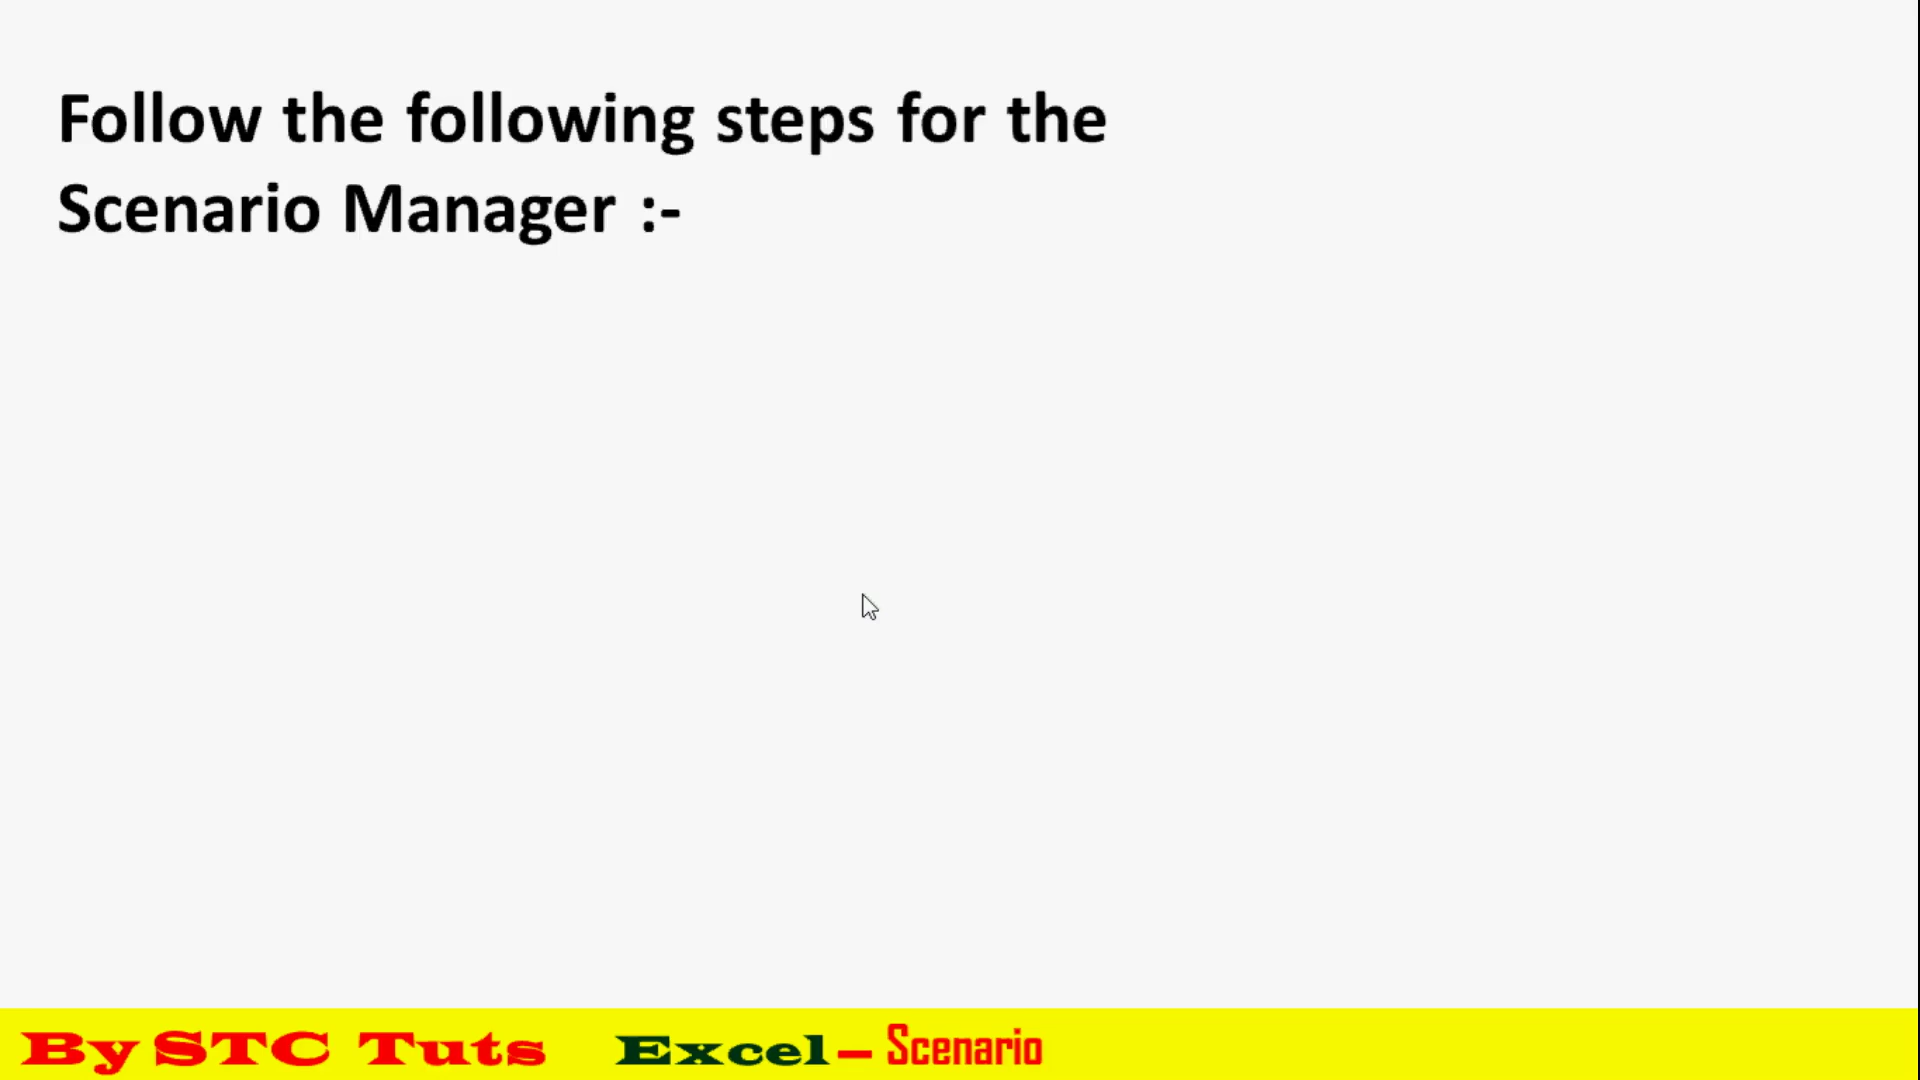 Follow the following steps for the
Scenario Manager :-
By STC Tuts Excel – Scenario